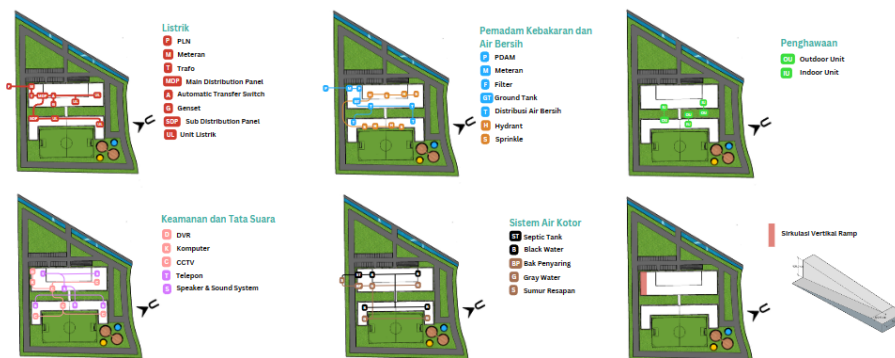 Listrik
P PLN
M Meteran
T Trafo
MDP Main Distribution Panel
A Automatic Transfer Switch
G Genset
SDP Sub Distribution Panel
UL Unit Listrik
Pemadam Kebakaran dan
Air Bersih
P PDAM
M Meteran
F Filter
GT Ground Tank
T Distribusi Air Bersih
H Hydrant
S Sprinkle
Penghawaan
OU Outdoor Unit
IU Indoor Unit
Keamanan dan Tata Suara
D DVR
K Komputer
C CCTV
T Telepon
S Speaker & Sound System
Sistem Air Kotor
ST Septic Tank
B Black Water
BP Bak Penyaring
G Gray Water
S Sumur Resapan
Sirkulasi Vertikal Ramp